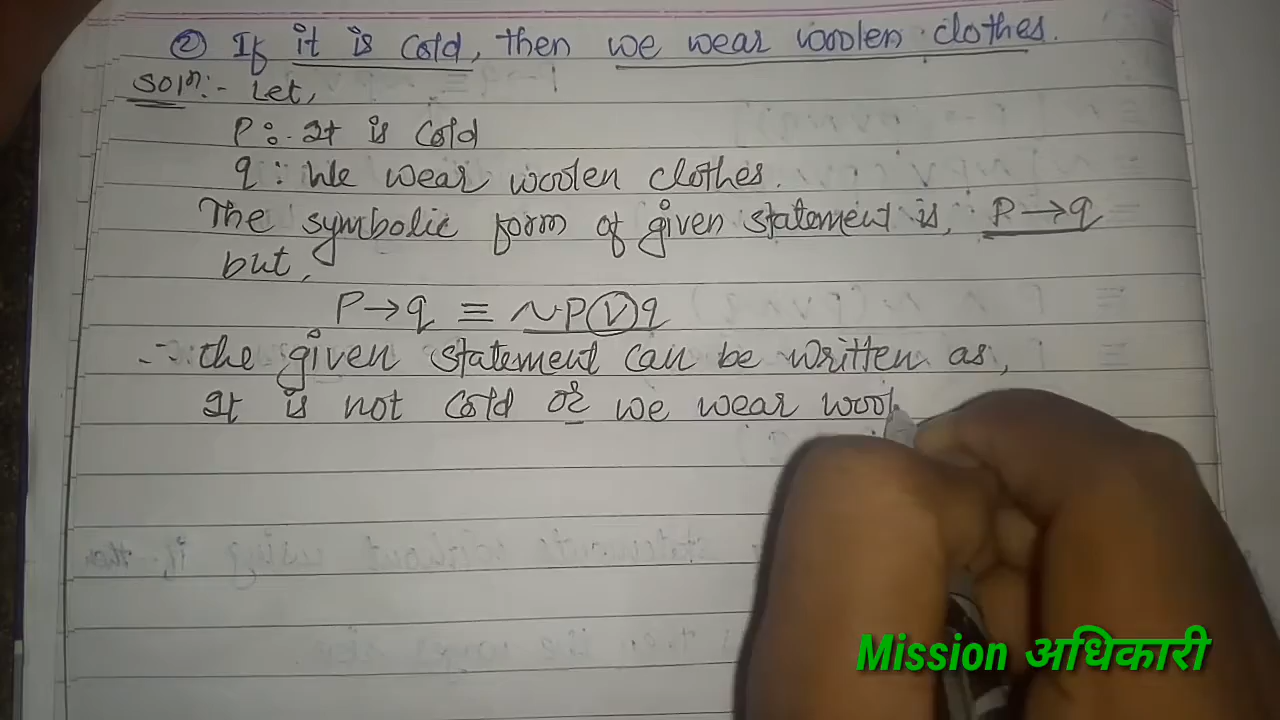 ② If it is cold, then we wear woolen clothes.
Soln:- Let,
P: It is cold
q : We wear woolen clothes.
The symbolic form of given statement is, P→q
but,
P→q ≡ ~P∨q
∴ the given statement can be written as,
It is not cold or we wear wool
Mission अधिकारी